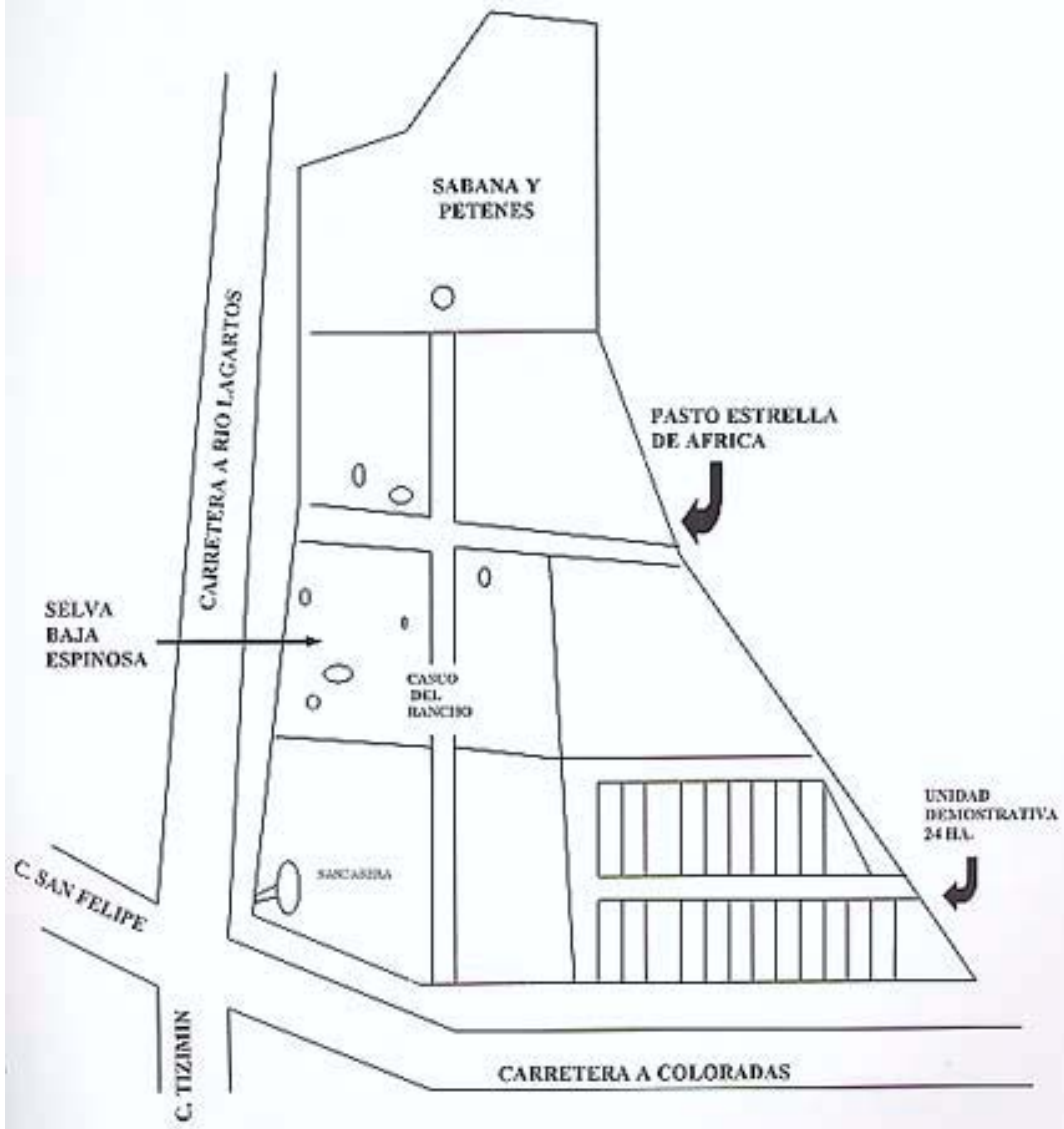 SABANA Y
PETENES
CARRETERA A RIO LAGARTOS
PASTO ESTRELLA
DE AFRICA
SELVA
BAJA
ESPINOSA
CASCO
DEL
RANCHO
UNIDAD
DEMOSTRATIVA
24 HA.
SASCABERA
C. SAN FELIPE
C. TIZIMIN
CARRETERA A COLORADAS